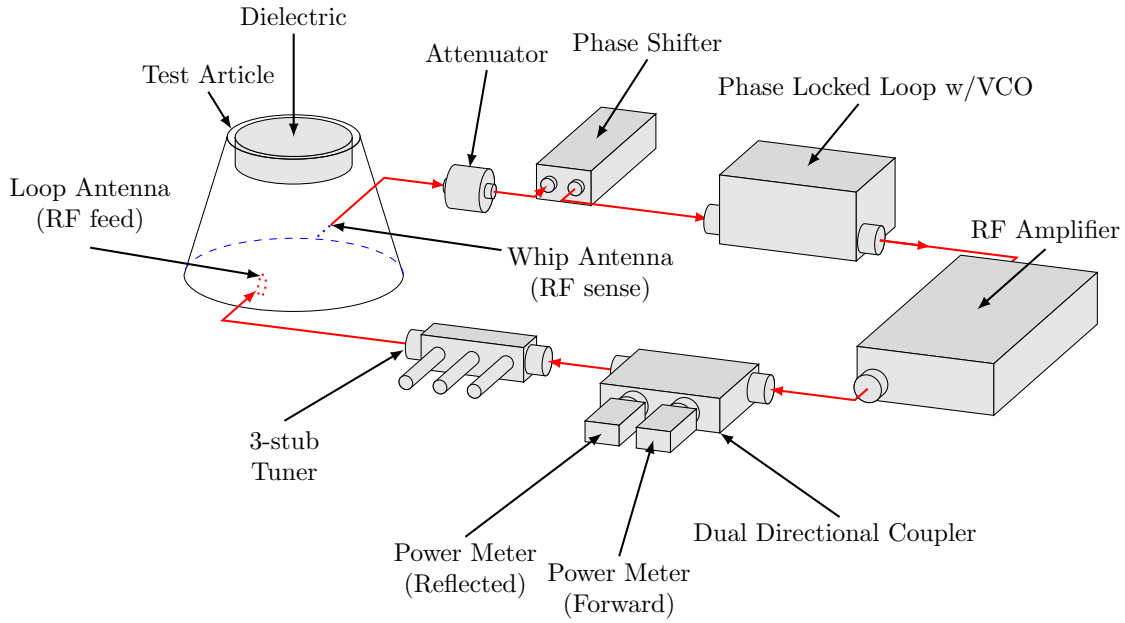 Dielectric
Test Article
Attenuator
Phase Shifter
Phase Locked Loop w/VCO
Loop Antenna
(RF feed)
Whip Antenna
(RF sense)
RF Amplifier
3-stub
Tuner
Dual Directional Coupler
Power Meter
(Reflected)
Power Meter
(Forward)